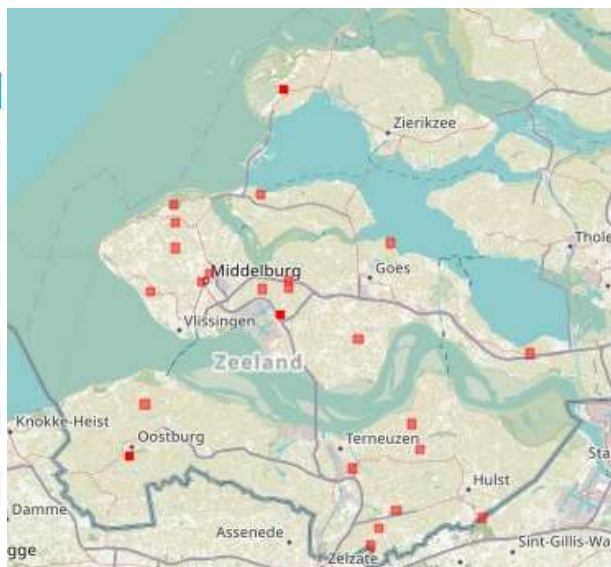 Zierikzee
Thole
Middelburg
Goes
Vlissingen
Zeeland
Knokke-Heist
Oostburg
Terneuzen
Sta
Hulst
Damme
Assenede
Sint-Gillis-Wa
gge
Zelzate